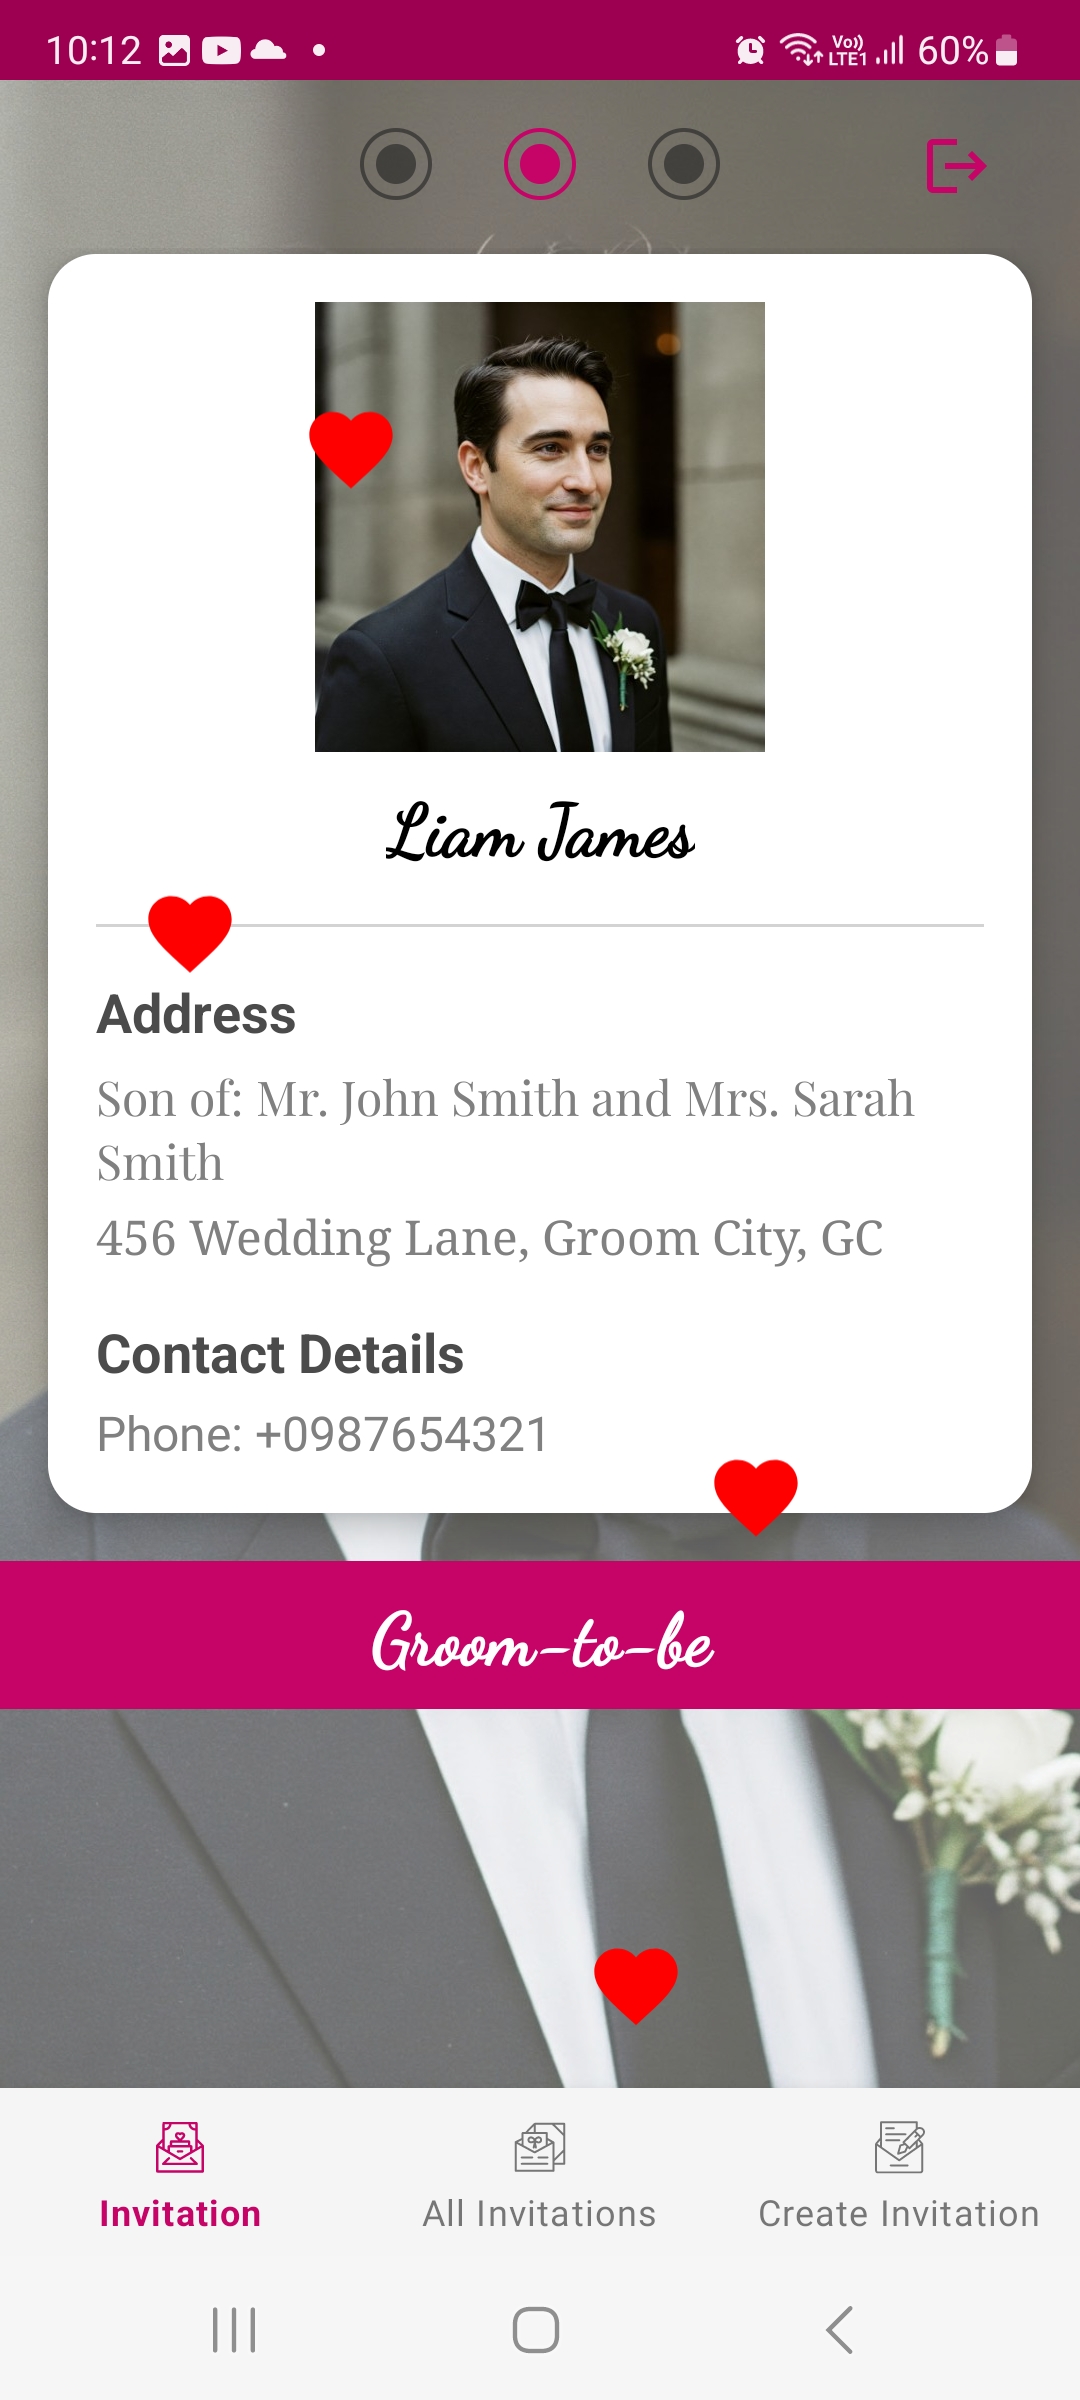 10:12 Vo)) LTE1 60%
Liam James
Address
Son of: Mr. John Smith and Mrs. Sarah
Smith
456 Wedding Lane, Groom City, GC
Contact Details
Phone: +0987654321
Groom-to-be
Invitation All Invitations Create Invitation